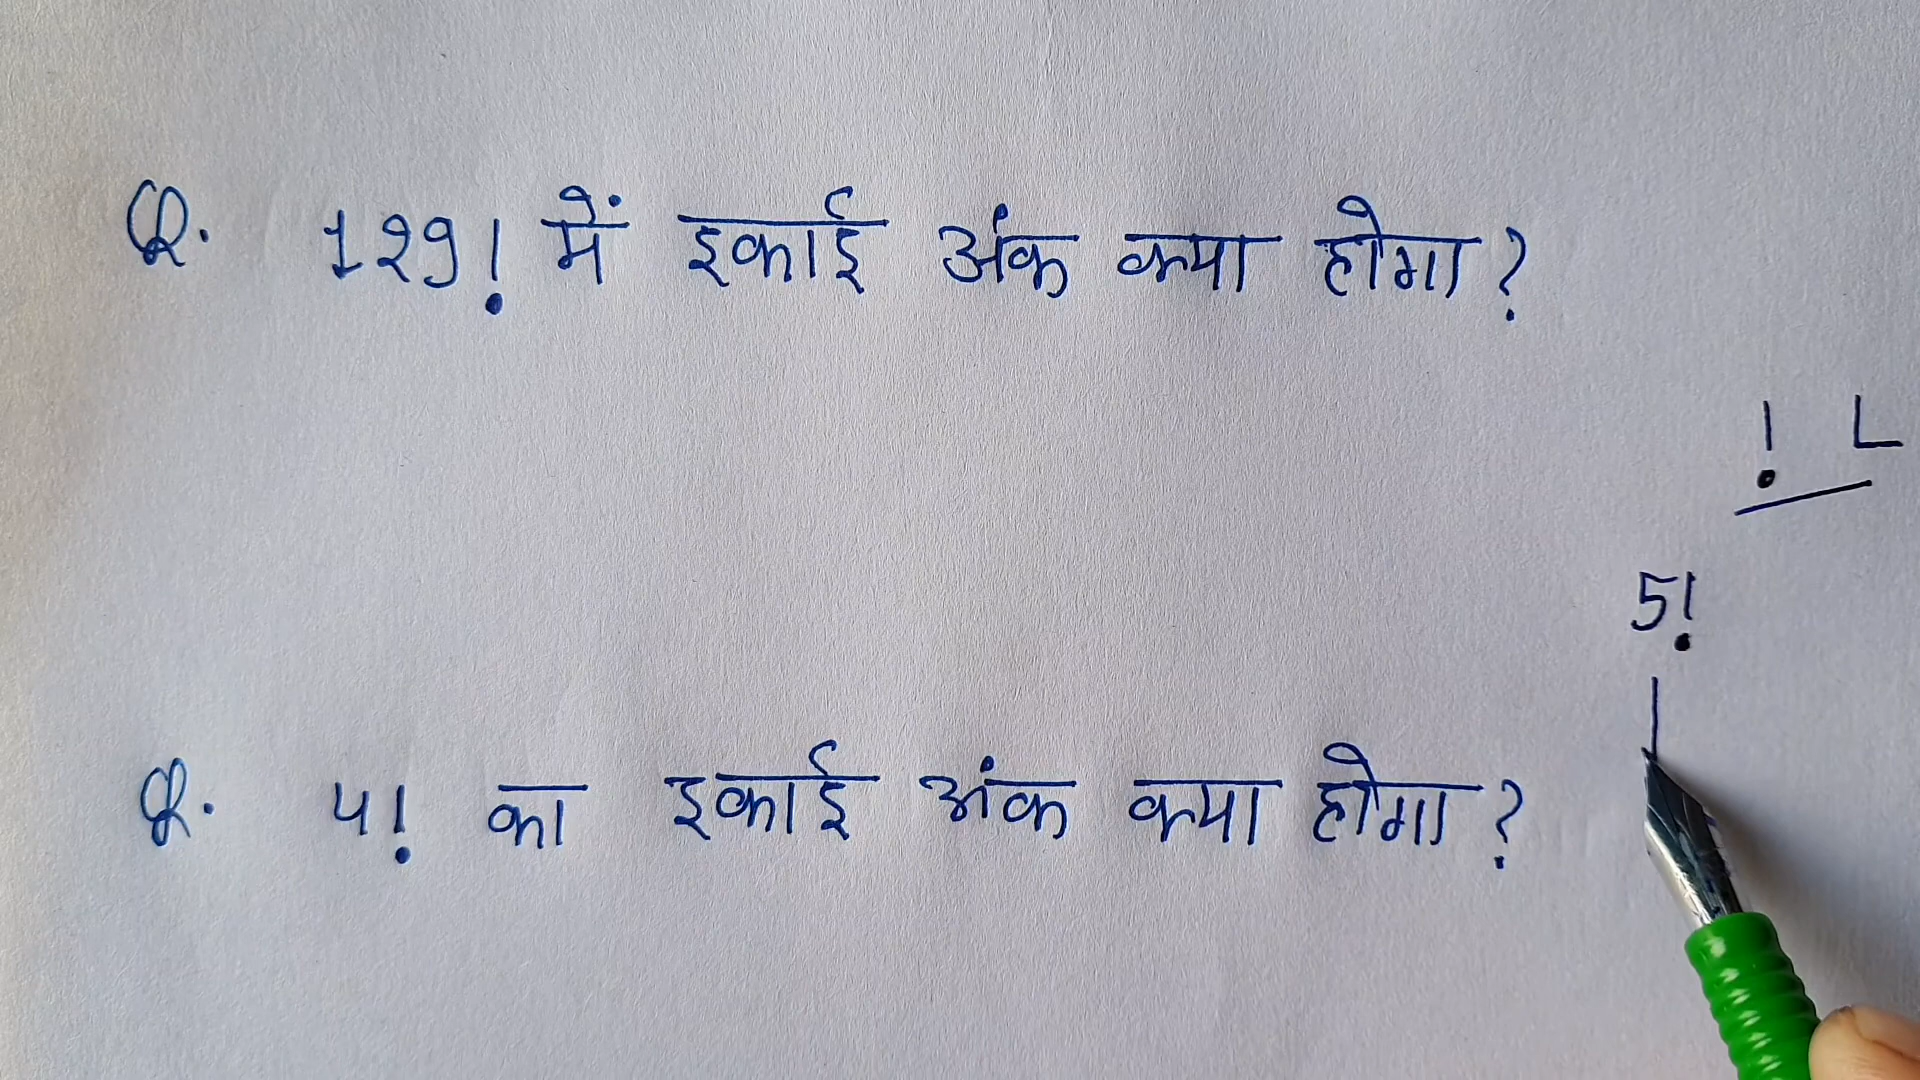 Q. 129! में इकाई अंक क्या होगा?
! L
5!
Q. 4! का इकाई अंक क्या होगा?